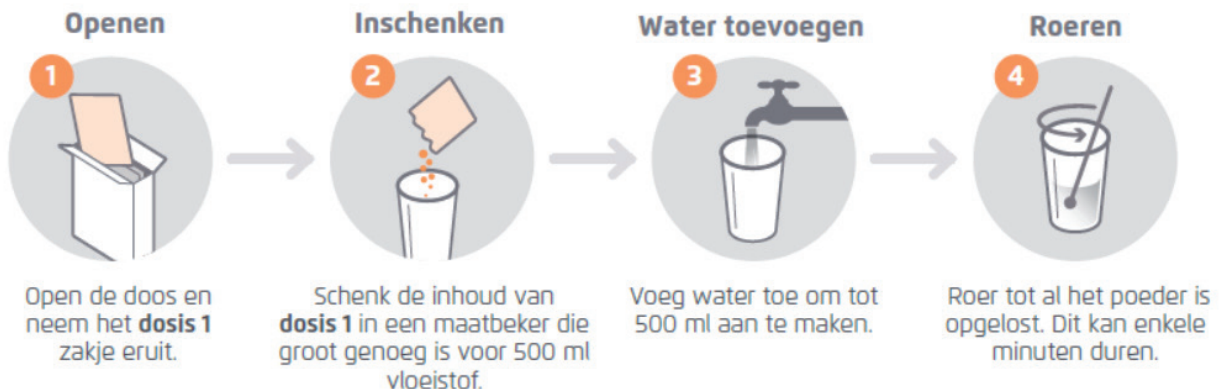 Openen
1
Open de doos en
neem het dosis 1
zakje eruit.
Inschenken
2
Schenk de inhoud van
dosis 1 in een maatbeker die
groot genoeg is voor 500 ml
vloeistof.
Water toevoegen
3
Voeg water toe om tot
500 ml aan te maken.
Roeren
4
Roer tot al het poeder is
opgelost. Dit kan enkele
minuten duren.